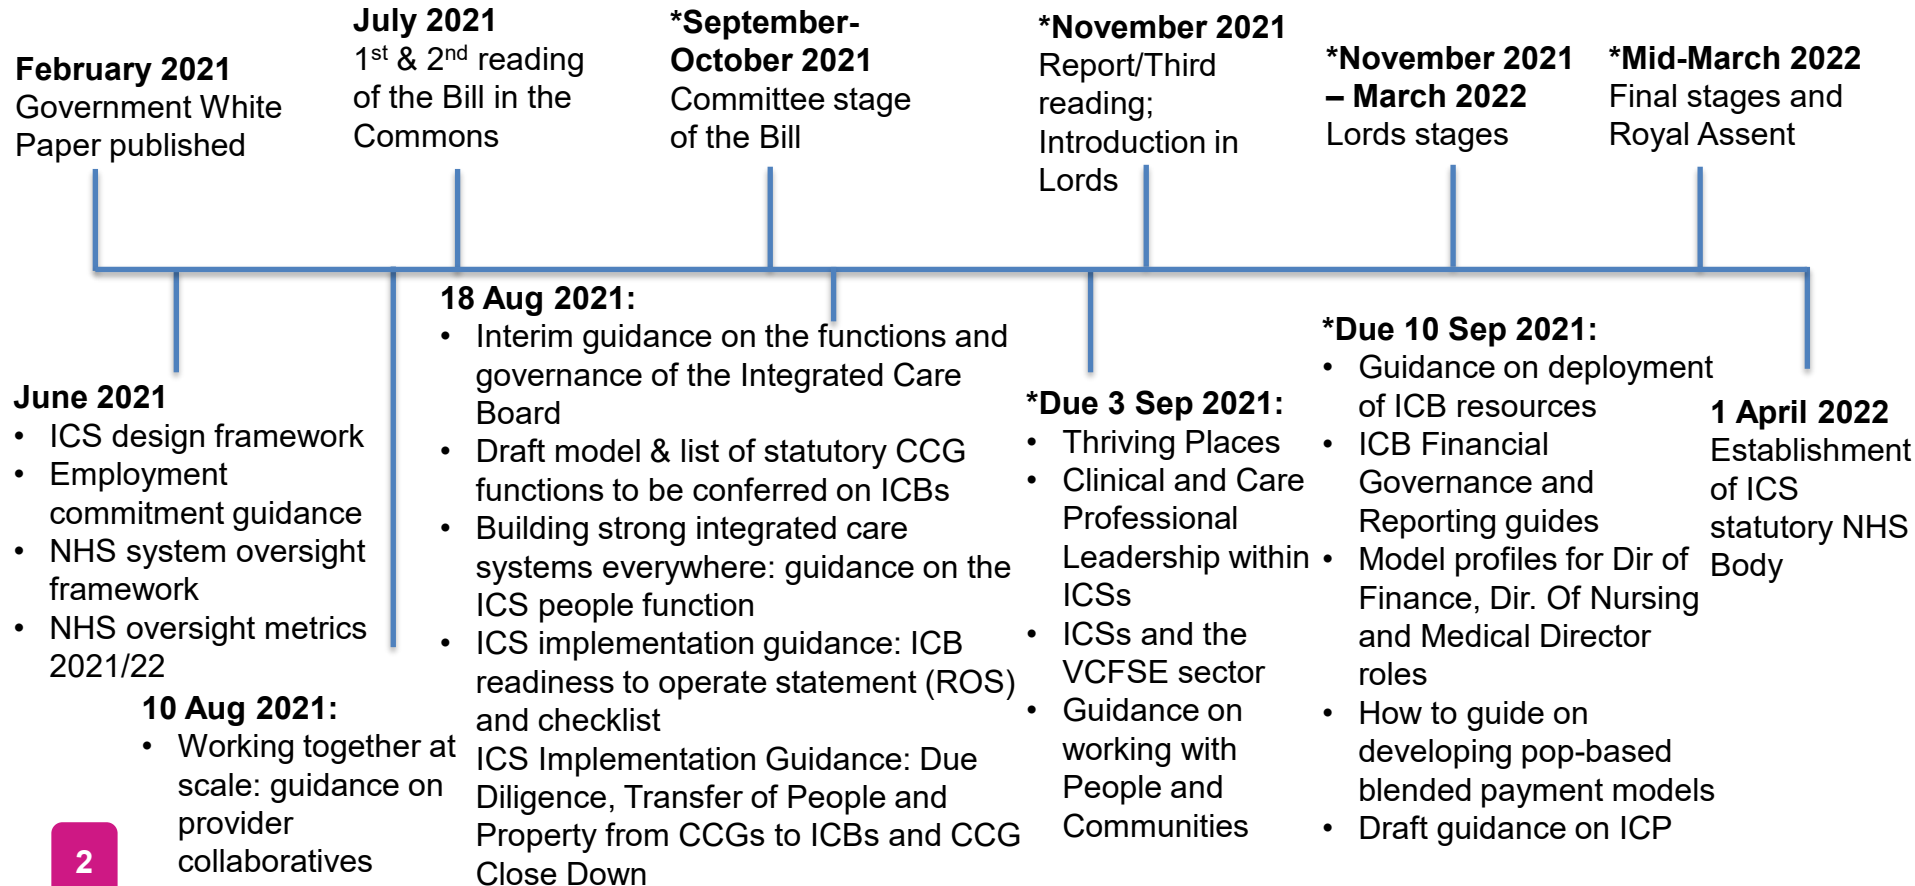 February 2021
Government White
Paper published
July 2021
1st & 2nd reading
of the Bill in the
Commons
*September-
October 2021
Committee stage
of the Bill
*November 2021
Report/Third
reading;
Introduction in
Lords
*November 2021
– March 2022
Lords stages
*Mid-March 2022
Final stages and
Royal Assent
June 2021
• ICS design framework
• Employment
commitment guidance
• NHS system oversight
framework
• NHS oversight metrics
2021/22
10 Aug 2021:
• Working together at
scale: guidance on
provider
collaboratives
18 Aug 2021:
• Interim guidance on the functions and
governance of the Integrated Care
Board
• Draft model & list of statutory CCG
functions to be conferred on ICBs
• Building strong integrated care
systems everywhere: guidance on the
ICS people function
• ICS implementation guidance: ICB
readiness to operate statement (ROS)
and checklist
ICS Implementation Guidance: Due
Diligence, Transfer of People and
Property from CCGs to ICBs and CCG
Close Down
*Due 3 Sep 2021:
• Thriving Places
• Clinical and Care
Professional
Leadership within
ICSs
• ICSs and the
VCFSE sector
• Guidance on
working with
People and
Communities
*Due 10 Sep 2021:
• Guidance on deployment
of ICB resources
• ICB Financial
Governance and
Reporting guides
• Model profiles for Dir of
Finance, Dir. Of Nursing
and Medical Director
roles
• How to guide on
developing pop-based
blended payment models
• Draft guidance on ICP
1 April 2022
Establishment
of ICS
statutory NHS
Body
2